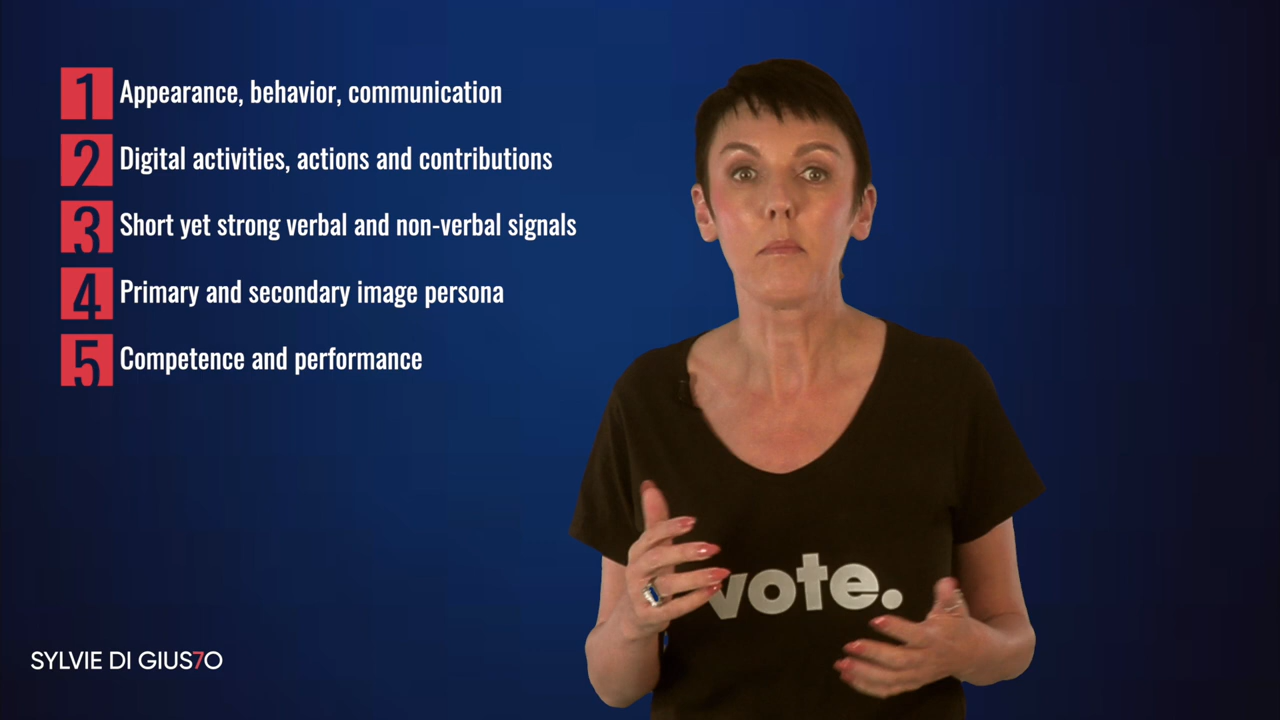 1 Appearance, behavior, communication
2 Digital activities, actions and contributions
3 Short yet strong verbal and non-verbal signals
4 Primary and secondary image persona
5 Competence and performance
vote.
SYLVIE DI GIUS7O